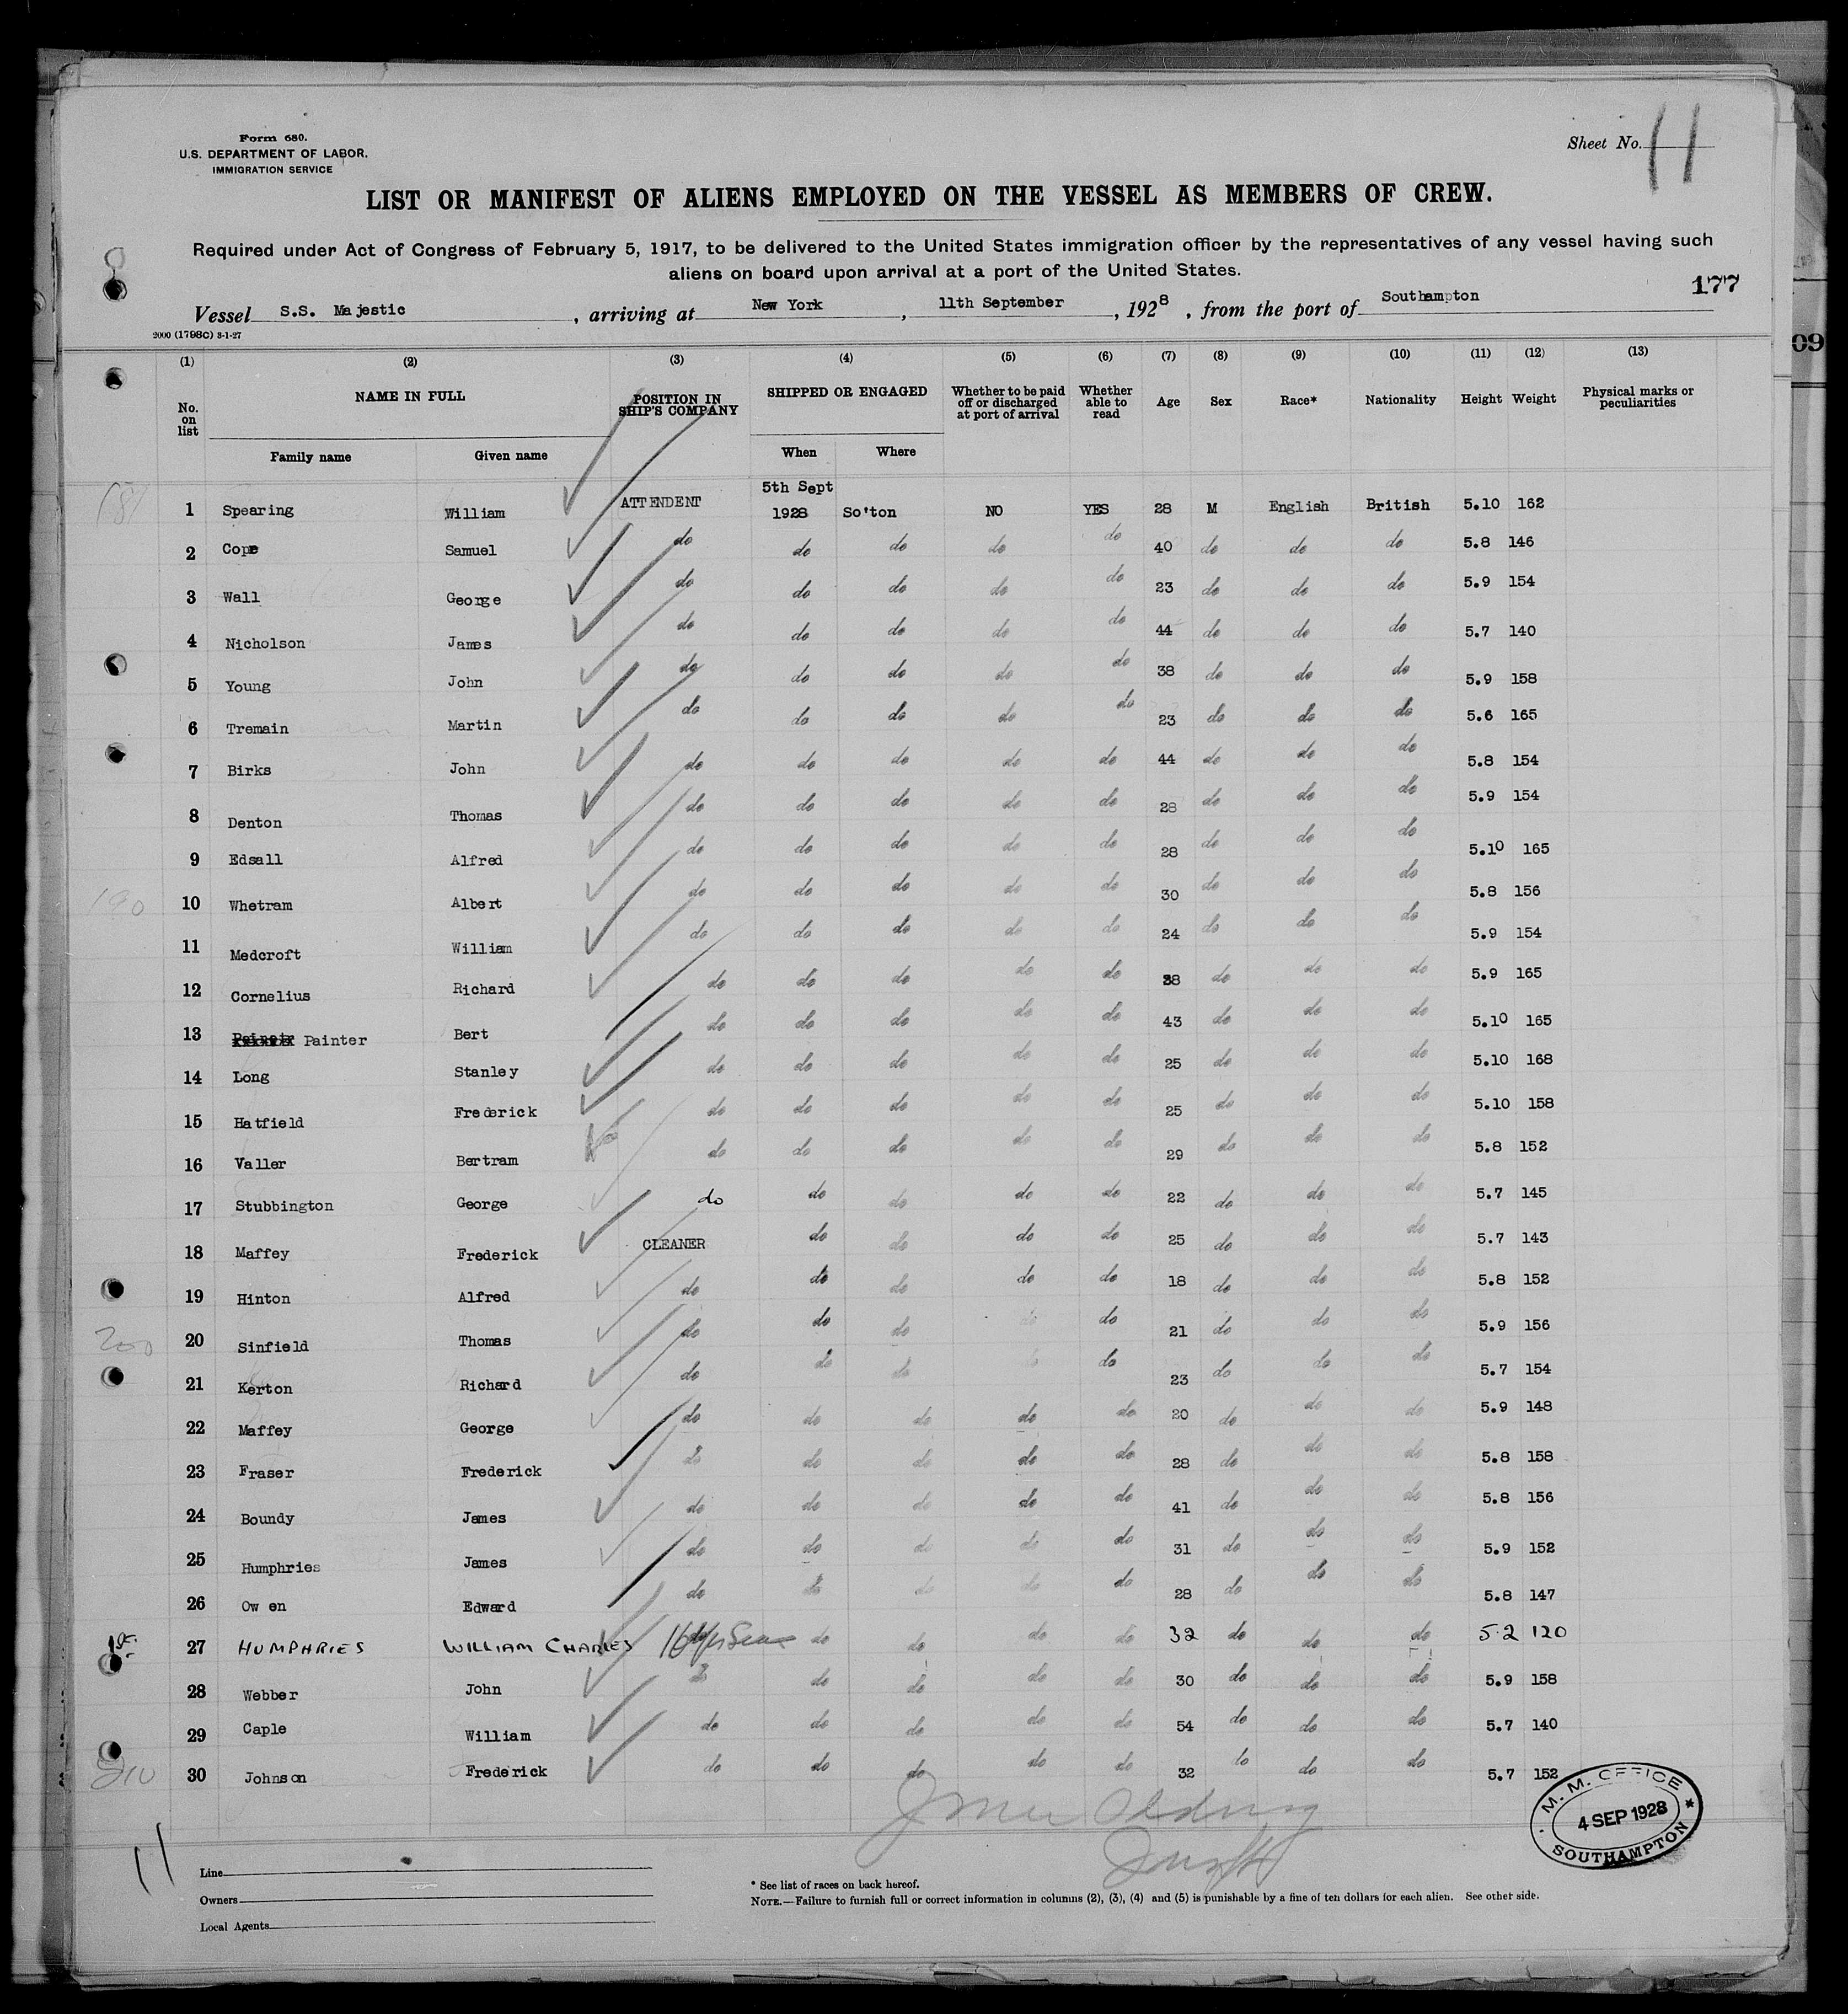 Form 680.
U.S. DEPARTMENT OF LABOR.
IMMIGRATION SERVICE
Sheet No. 11
LIST OR MANIFEST OF ALIENS EMPLOYED ON THE VESSEL AS MEMBERS OF CREW.
Required under Act of Congress of February 5, 1917, to be delivered to the United States immigration officer by the representatives of any vessel having such
aliens on board upon arrival at a port of the United States.
177
Vessel S.S. Majestic, arriving at New York, 11th September, 1928, from the port of Southampton
2000 (1798C) 3-1-27
09
(1) (2) (3) (4) (5) (6) (7) (8) (9) (10) (11) (12) (13)
No. on list NAME IN FULL POSITION IN SHIP'S COMPANY SHIPPED OR ENGAGED Whether to be paid off or discharged at port of arrival Whether able to read Age Sex Race* Nationality Height Weight Physical marks or peculiarities
Family name Given name When Where
181 1 Spearing William ATTENDENT 5th Sept 1928 So'ton NO YES 28 M English British 5.10 162
2 Cope Samuel do do do do do 40 do do do 5.8 146
3 Wall George do do do do do 23 do do do 5.9 154
4 Nicholson James do do do do do 44 do do do 5.7 140
5 Young John do do do do do 38 do do do 5.9 158
6 Tremain Martin do do do do do 23 do do do 5.6 165
7 Birks John do do do do do 44 do do do 5.8 154
8 Denton Thomas do do do do do 28 do do do 5.9 154
9 Edsall Alfred do do do do do 28 do do do 5.10 165
190 10 Whetram Albert do do do do do 30 do do do 5.8 156
11 Medcroft William do do do do do 24 do do do 5.9 154
12 Cornelius Richard do do do do do 38 do do do 5.9 165
13 Painter Bert do do do do do 43 do do do 5.10 165
14 Long Stanley do do do do do 25 do do do 5.10 168
15 Hatfield Frederick do do do do do 25 do do do 5.10 158
16 Valler Bertram do do do do do 29 do do do 5.8 152
17 Stubbington George do do do do do 22 do do do 5.7 145
18 Maffey Frederick CLEANER do do do do 25 do do do 5.7 143
19 Hinton Alfred do do do do do 18 do do do 5.8 152
200 20 Sinfield Thomas do do do do do 21 do do do 5.9 156
21 Kerton Richard do do do do do 23 do do do 5.7 154
22 Maffey George do do do do do 20 do do do 5.9 148
23 Fraser Frederick do do do do do 28 do do do 5.8 158
24 Boundy James do do do do do 41 do do do 5.8 156
25 Humphries James do do do do do 31 do do do 5.9 152
26 Owen Edward do do do do do 28 do do do 5.8 147
27 HUMPHRIES WILLIAM CHARLES do do do do 32 do do do 5.2 120
28 Webber John do do do do do 30 do do do 5.9 158
29 Caple William do do do do do 54 do do do 5.7 140
210 30 Johnson Frederick do do do do do 32 do do do 5.7 152
M. M. OFFICE
4 SEP 1928
SOUTHAMPTON
11
Line
Owners
Local Agents
* See list of races on back hereof.
NOTE.—Failure to furnish full or correct information in columns (2), (3), (4) and (5) is punishable by a fine of ten dollars for each alien. See other side.